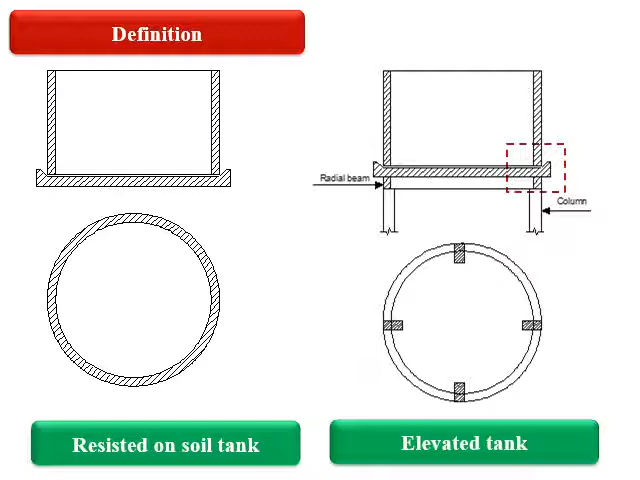 Definition
Radial beam
Column
Resisted on soil tank
Elevated tank